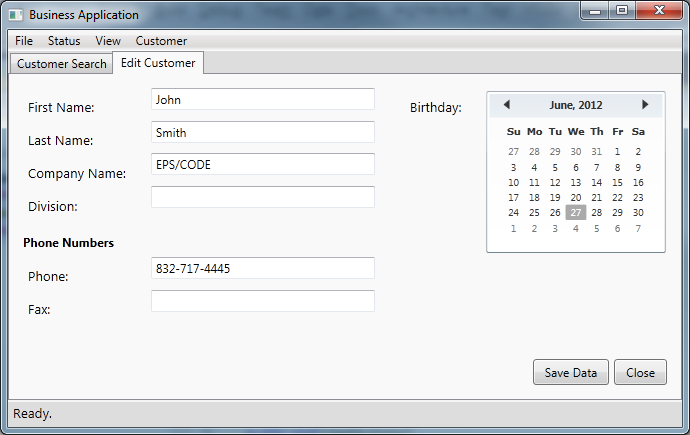 Business Application
File Status View Customer
Customer Search Edit Customer
First Name: John
Last Name: Smith
Company Name: EPS/CODE
Division:
Phone Numbers
Phone: 832-717-4445
Fax:
Birthday:
June, 2012
Su Mo Tu We Th Fr Sa
27 28 29 30 31 1 2
3 4 5 6 7 8 9
10 11 12 13 14 15 16
17 18 19 20 21 22 23
24 25 26 27 28 29 30
1 2 3 4 5 6 7
Save Data Close
Ready.